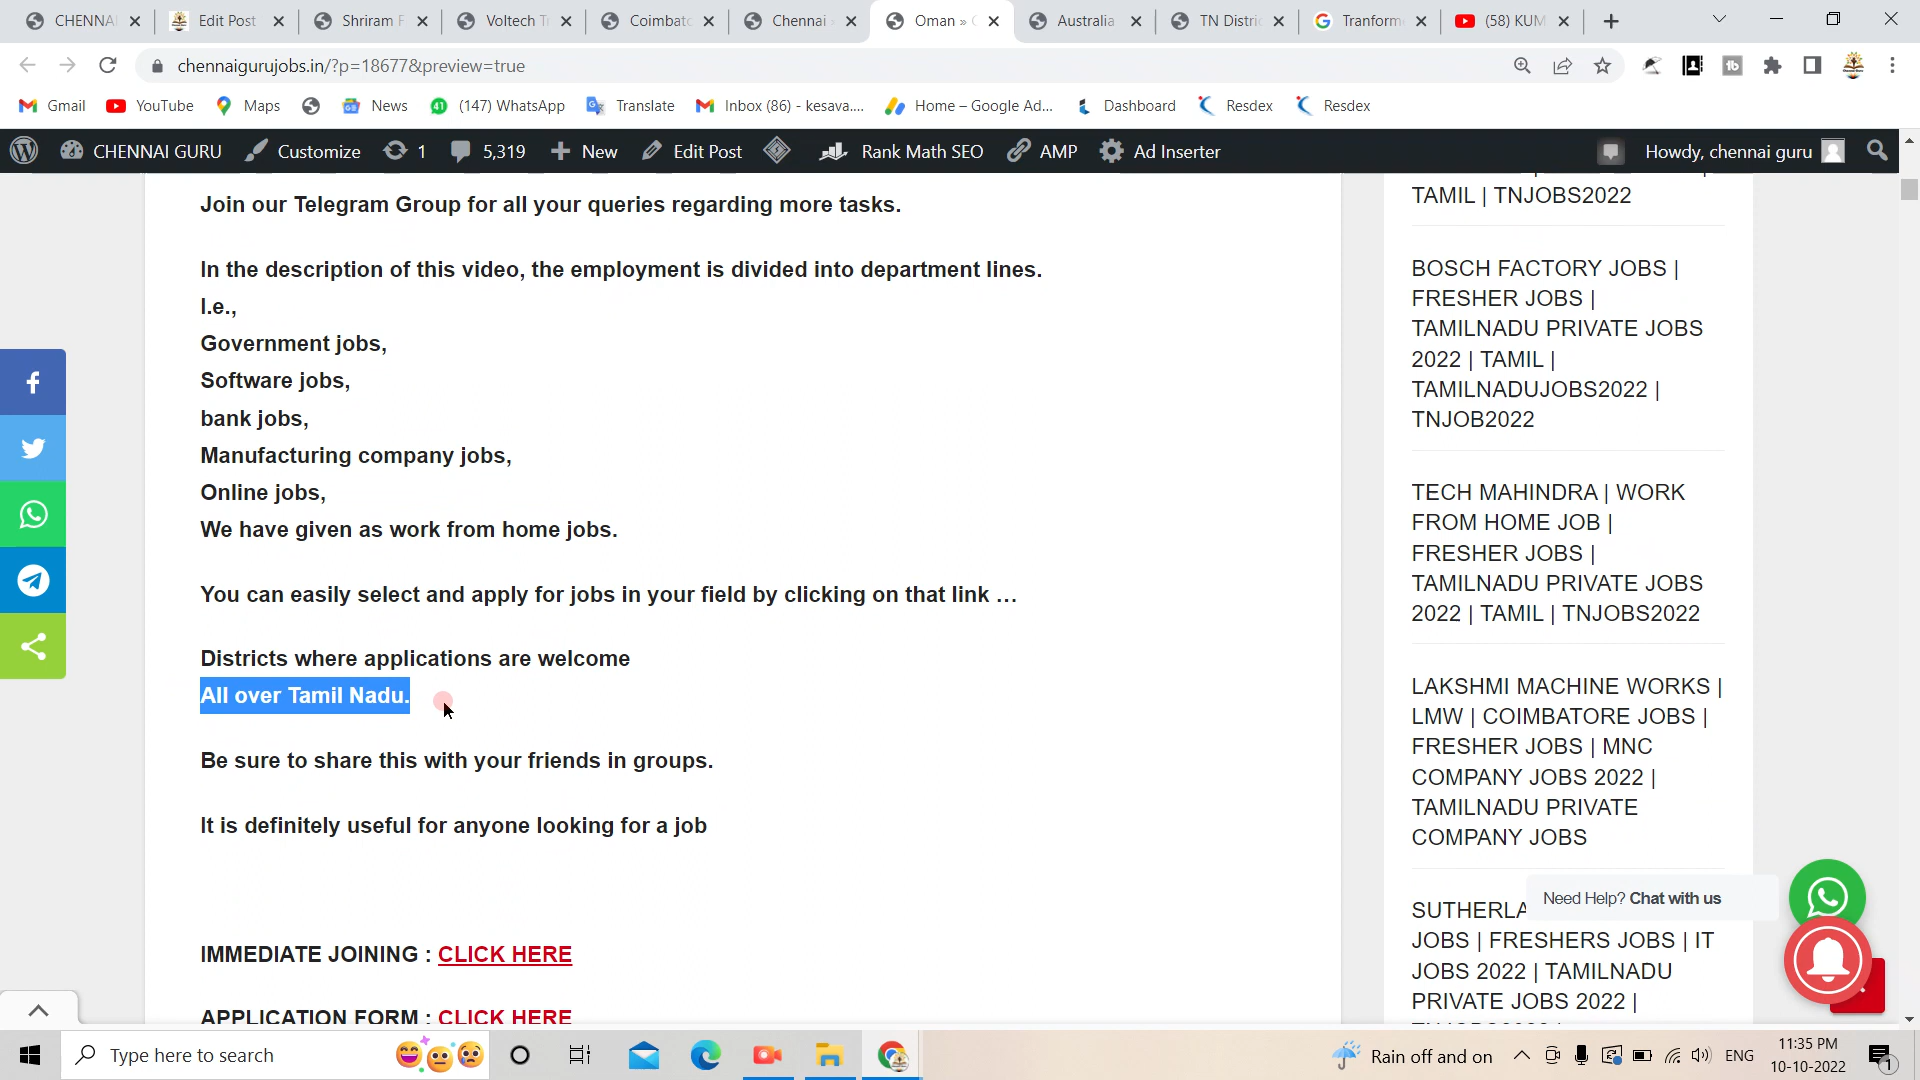 CHENNAI
Edit Post
Shriram F
Voltech T
Coimbato
Chennai »
Oman »
Australia
TN Distri
Tranform
(58) KUM
chennaigurujobs.in/?p=18677&preview=true
Gmail
YouTube
Maps
News
(147) WhatsApp
Translate
Inbox (86) - kesava....
Home – Google Ad...
Dashboard
Resdex
Resdex
CHENNAI GURU
Customize
1
5,319
New
Edit Post
Rank Math SEO
AMP
Ad Inserter
Howdy, chennai guru
Join our Telegram Group for all your queries regarding more tasks.
In the description of this video, the employment is divided into department lines.
I.e.,
Government jobs,
Software jobs,
bank jobs,
Manufacturing company jobs,
Online jobs,
We have given as work from home jobs.
You can easily select and apply for jobs in your field by clicking on that link …
Districts where applications are welcome
All over Tamil Nadu.
Be sure to share this with your friends in groups.
It is definitely useful for anyone looking for a job
IMMEDIATE JOINING : CLICK HERE
APPLICATION FORM : CLICK HERE
TAMIL | TNJOBS2022
BOSCH FACTORY JOBS |
FRESHER JOBS |
TAMILNADU PRIVATE JOBS
2022 | TAMIL |
TAMILNADUJOBS2022 |
TNJOB2022
TECH MAHINDRA | WORK
FROM HOME JOB |
FRESHER JOBS |
TAMILNADU PRIVATE JOBS
2022 | TAMIL | TNJOBS2022
LAKSHMI MACHINE WORKS |
LMW | COIMBATORE JOBS |
FRESHER JOBS | MNC
COMPANY JOBS 2022 |
TAMILNADU PRIVATE
COMPANY JOBS
SUTHERLA
JOBS | FRESHERS JOBS | IT
JOBS 2022 | TAMILNADU
PRIVATE JOBS 2022 |
Need Help? Chat with us
Type here to search
Rain off and on
ENG
11:35 PM
10-10-2022
1